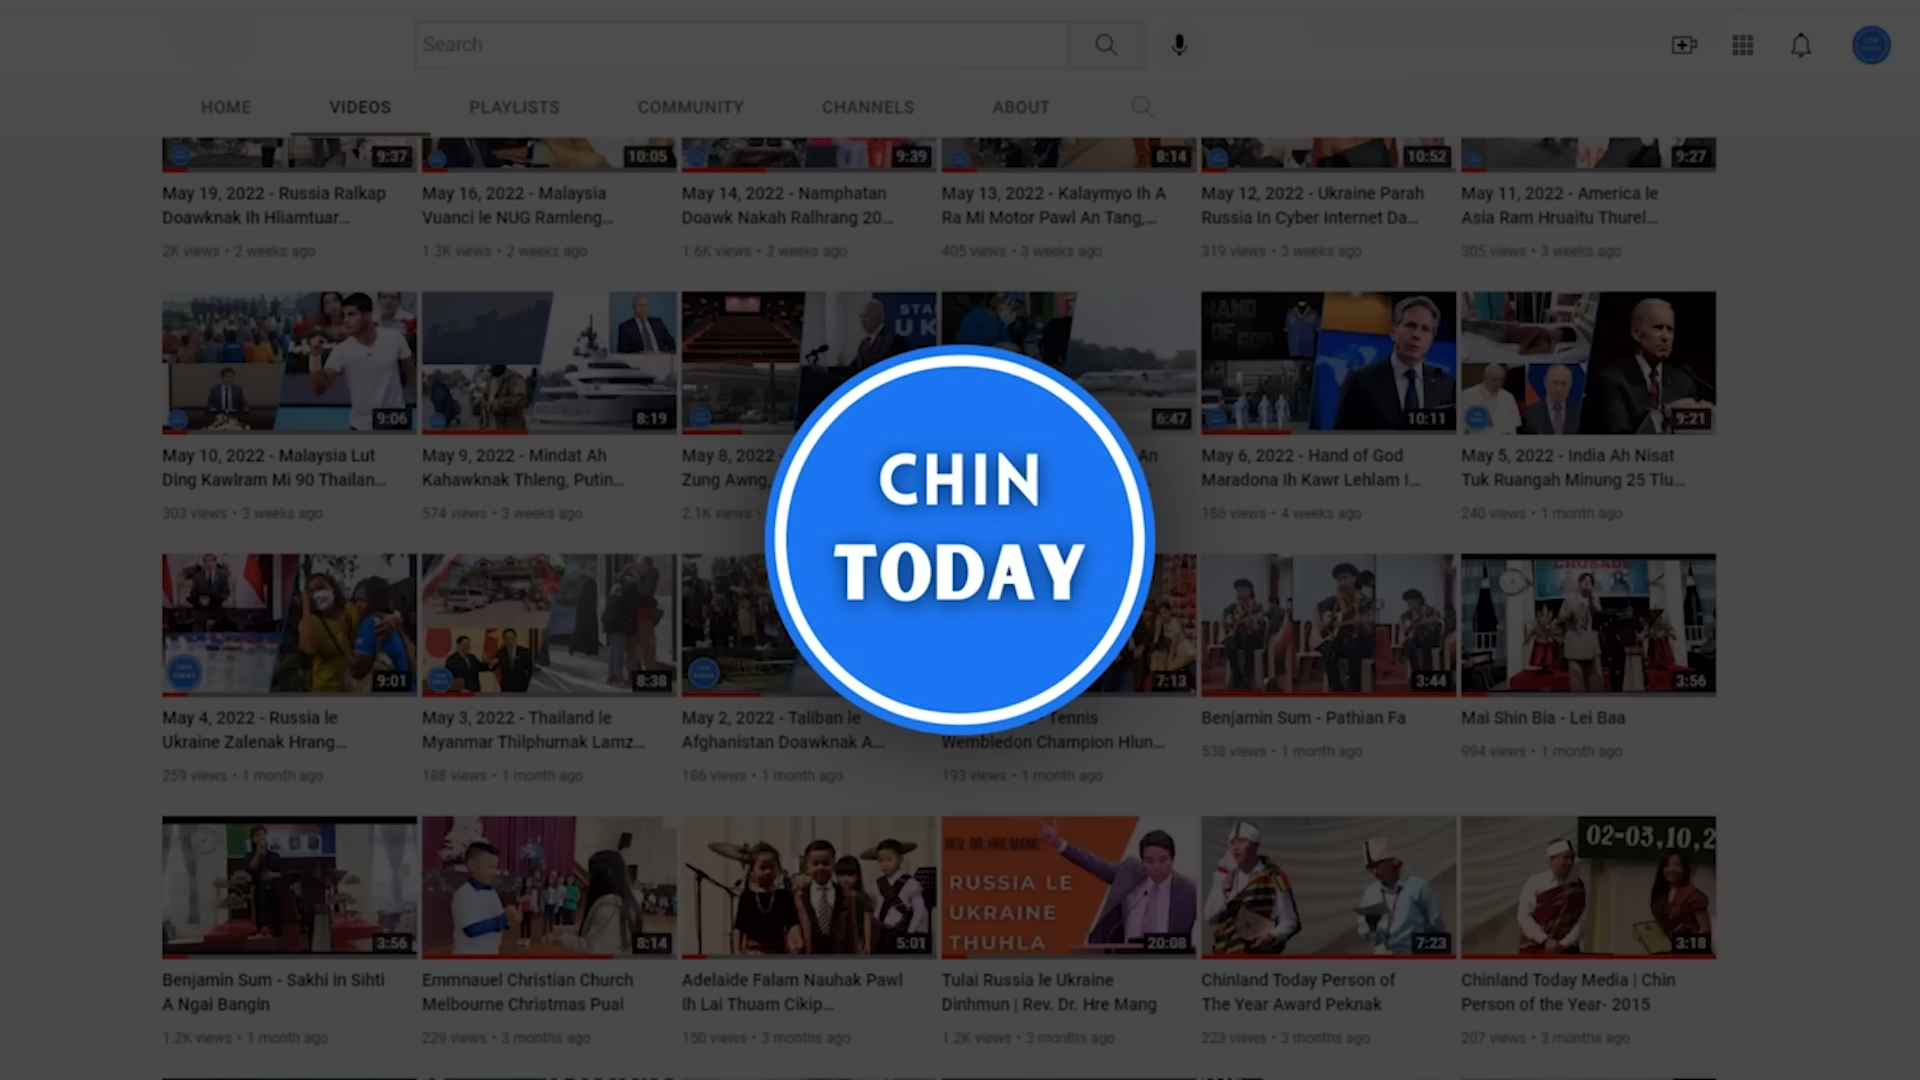 Search
HOME
VIDEOS
PLAYLISTS
COMMUNITY
CHANNELS
ABOUT
9:37
10:05
9:39
8:14
10:52
9:27
May 19, 2022 - Russia Ralkap
Doawknak Ih Hliamtuar...
2K views • 2 weeks ago
May 16, 2022 - Malaysia
Vuanci le NUG Ramleng...
1.3K views • 2 weeks ago
May 14, 2022 - Namphatan
Doawk Nakah Ralhrang 20...
1.6K views • 3 weeks ago
May 13, 2022 - Kalaymyo Ih A
Ra Mi Motor Pawl An Tang,...
405 views • 3 weeks ago
May 12, 2022 - Ukraine Parah
Russia In Cyber Internet Da...
319 views • 3 weeks ago
May 11, 2022 - America le
Asia Ram Hruaitu Thurel...
305 views • 3 weeks ago
9:06
8:19
STA
UK
6:47
HAND
OF
GOD
10:11
9:21
May 10, 2022 - Malaysia Lut
Ding Kawlram Mi 90 Thailan...
303 views • 3 weeks ago
May 9, 2022 - Mindat Ah
Kahawknak Thleng, Putin...
574 views • 3 weeks ago
May 8, 2022 -
Zung Awng,
2.1K views •
An
May 6, 2022 - Hand of God
Maradona Ih Kawr Lehlam I...
186 views • 4 weeks ago
May 5, 2022 - India Ah Nisat
Tuk Ruangah Minung 25 Tlu...
240 views • 1 month ago
CHIN
TODAY
9:01
8:38
7:13
3:44
CRUSADE
3:56
May 4, 2022 - Russia le
Ukraine Zalenak Hrang...
259 views • 1 month ago
May 3, 2022 - Thailand le
Myanmar Thilphurnak Lamz...
188 views • 1 month ago
May 2, 2022 - Taliban le
Afghanistan Doawknak A...
186 views • 1 month ago
- Tennis
Wembledon Champion Hlun...
193 views • 1 month ago
Benjamin Sum - Pathian Fa
538 views • 1 month ago
Mai Shin Bia - Lei Baa
994 views • 1 month ago
3:56
8:14
5:01
REV. DR. HRE MANG
RUSSIA LE
UKRAINE
THUHLA
20:08
7:23
02-03,10,2
3:18
Benjamin Sum - Sakhi in Sihti
A Ngai Bangin
1.2K views • 1 month ago
Emmnauel Christian Church
Melbourne Christmas Puai
229 views • 3 months ago
Adelaide Falam Nauhak Pawl
Ih Lai Thuam Cikip...
150 views • 3 months ago
Tulai Russia le Ukraine
Dinhmun | Rev. Dr. Hre Mang
1.2K views • 3 months ago
Chinland Today Person of
The Year Award Peknak
223 views • 3 months ago
Chinland Today Media | Chin
Person of the Year- 2015
207 views • 3 months ago